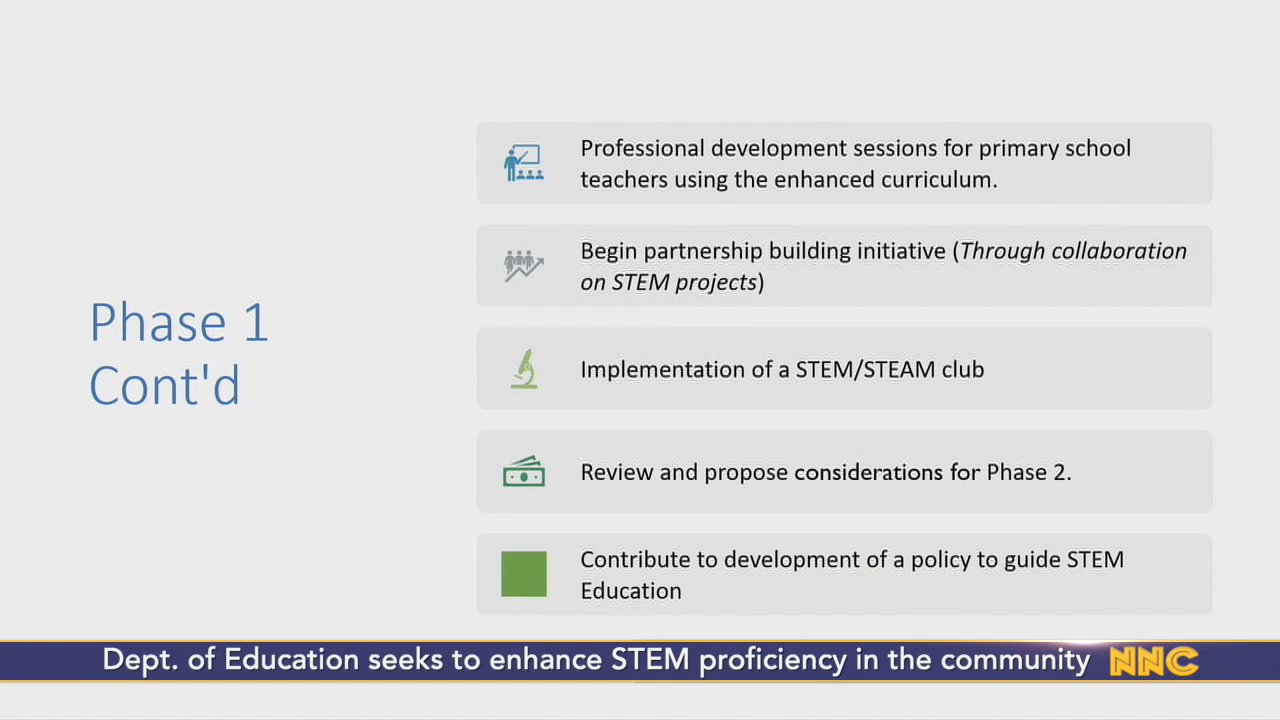 Phase 1
Cont'd
Professional development sessions for primary school
teachers using the enhanced curriculum.
Begin partnership building initiative (Through collaboration
on STEM projects)
Implementation of a STEM/STEAM club
Review and propose considerations for Phase 2.
Contribute to development of a policy to guide STEM
Education
Dept. of Education seeks to enhance STEM proficiency in the community NNC